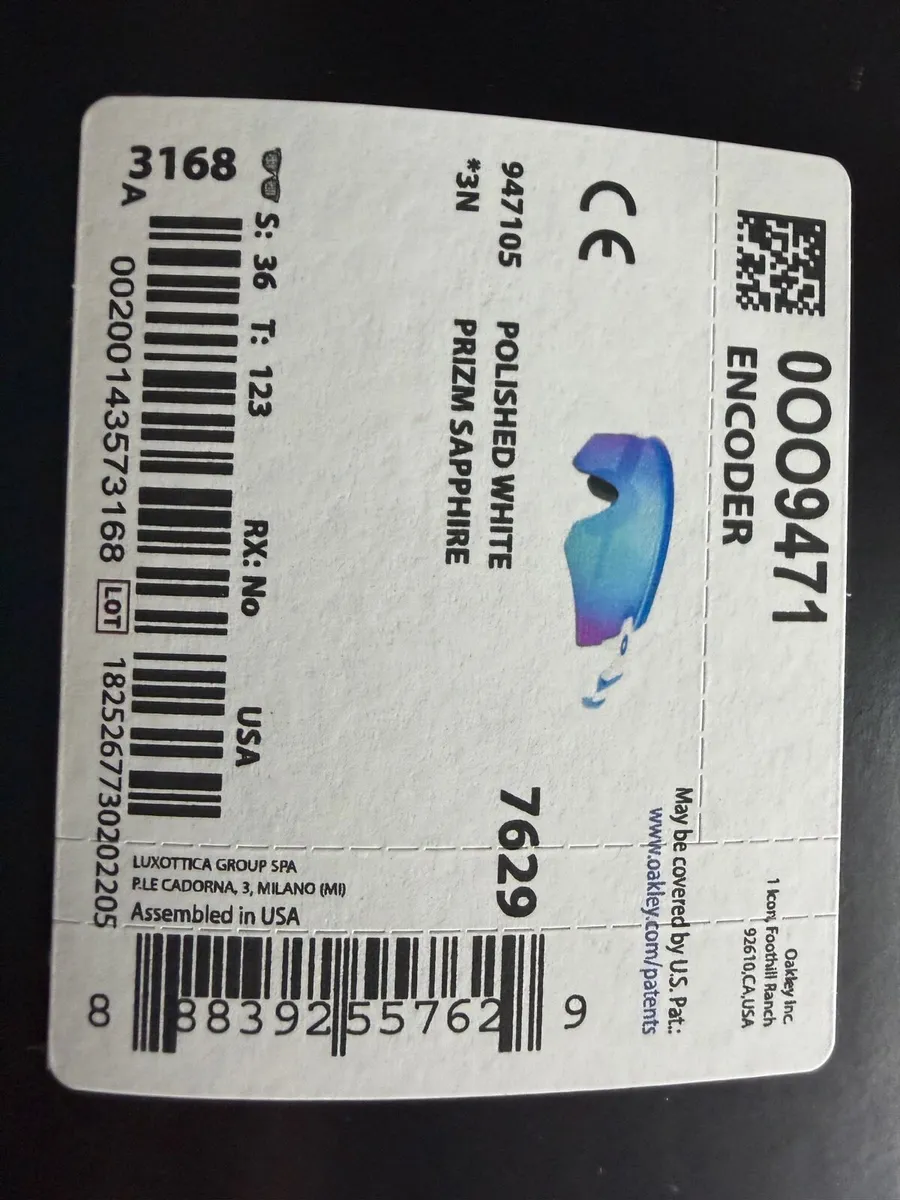 0OO9471
ENCODER
Oakley Inc.
1 Icon, Foothill Ranch
92610,CA,USA
May be covered by U.S. Pat.:
www.oakley.com/patents
CE
947105 POLISHED WHITE
*3N PRIZM SAPPHIRE
7629
S: 36 T: 123 RX: No USA
3168
A
00200143573168 LOT 1825267730202205
LUXOTTICA GROUP SPA
P.LE CADORNA, 3, MILANO (MI)
Assembled in USA
8 88392 55762 9